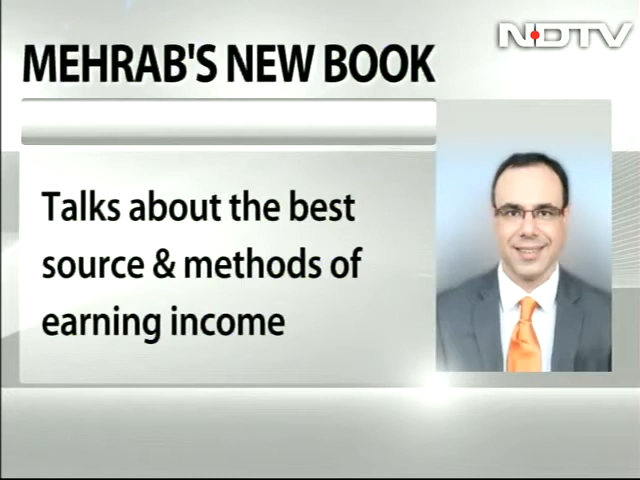 NDTV
MEHRAB'S NEW BOOK
Talks about the best
source & methods of
earning income